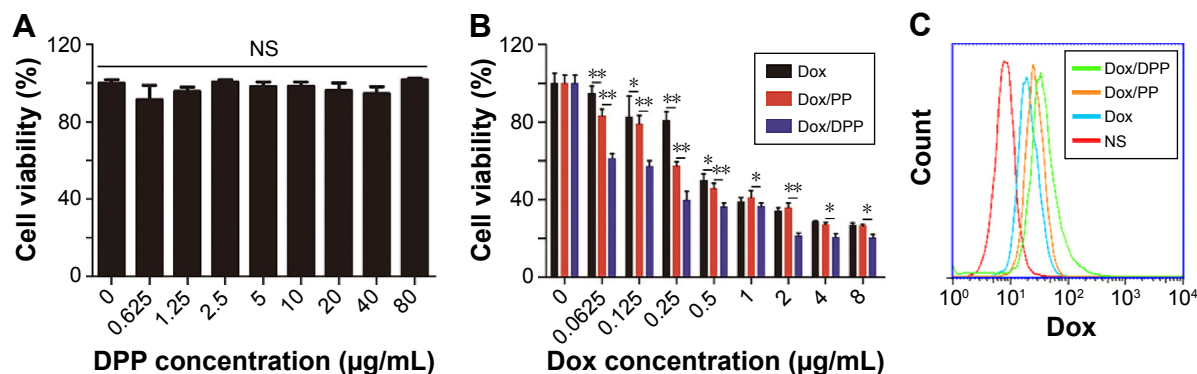 A
NS
120
80
40
0
Cell viability (%)
0
0.625
1.25
2.5
5
10
20
40
80
DPP concentration (µg/mL)
B
Dox
Dox/PP
Dox/DPP
120
80
40
0
Cell viability (%)
** ** * ** ** ** * ** * ** * *
0
0.0625
0.125
0.25
0.5
1
2
4
8
Dox concentration (µg/mL)
C
Dox/DPP
Dox/PP
Dox
NS
Count
10⁰ 10¹ 10² 10³ 10⁴
Dox